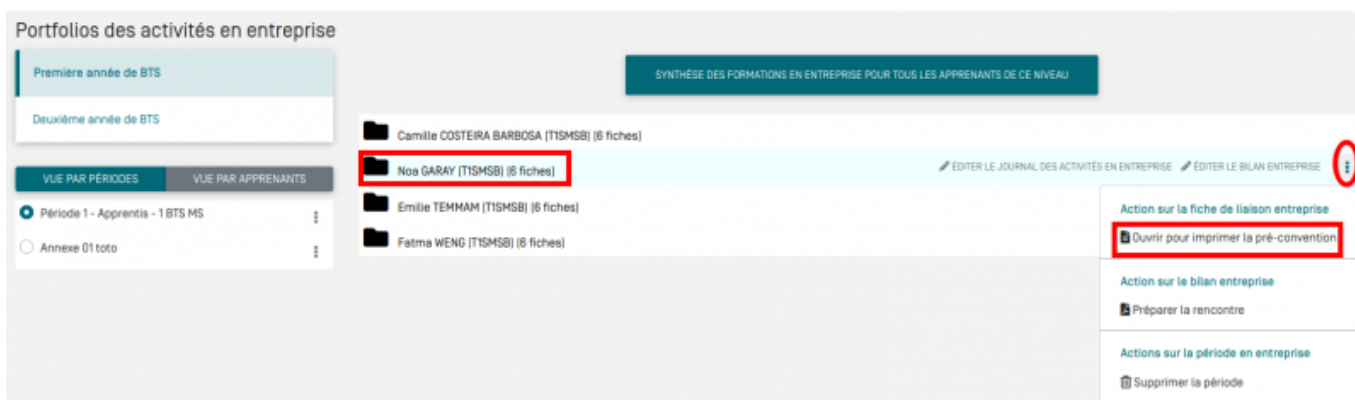 Portfolios des activités en entreprise
Première année de BTS
Deuxième année de BTS
VUE PAR PÉRIODES VUE PAR APPRENANTS
Période 1 - Apprentis - 1 BTS MS
Annexe 01 toto
SYNTHÈSE DES FORMATIONS EN ENTREPRISE POUR TOUS LES APPRENANTS DE CE NIVEAU
Camille COSTEIRA BARBOSA (T1SMSB) (6 fiches)
Noa GARAY (T1SMSB) (6 fiches) ÉDITER LE JOURNAL DES ACTIVITÉS EN ENTREPRISE ÉDITER LE BILAN ENTREPRISE
Emilie TEMMAM (T1SMSB) (6 fiches)
Fatma WENG (T1SMSB) (6 fiches)
Action sur la fiche de liaison entreprise
Ouvrir pour imprimer la pré-convention
Action sur le bilan entreprise
Préparer la rencontre
Actions sur la période en entreprise
Supprimer la période